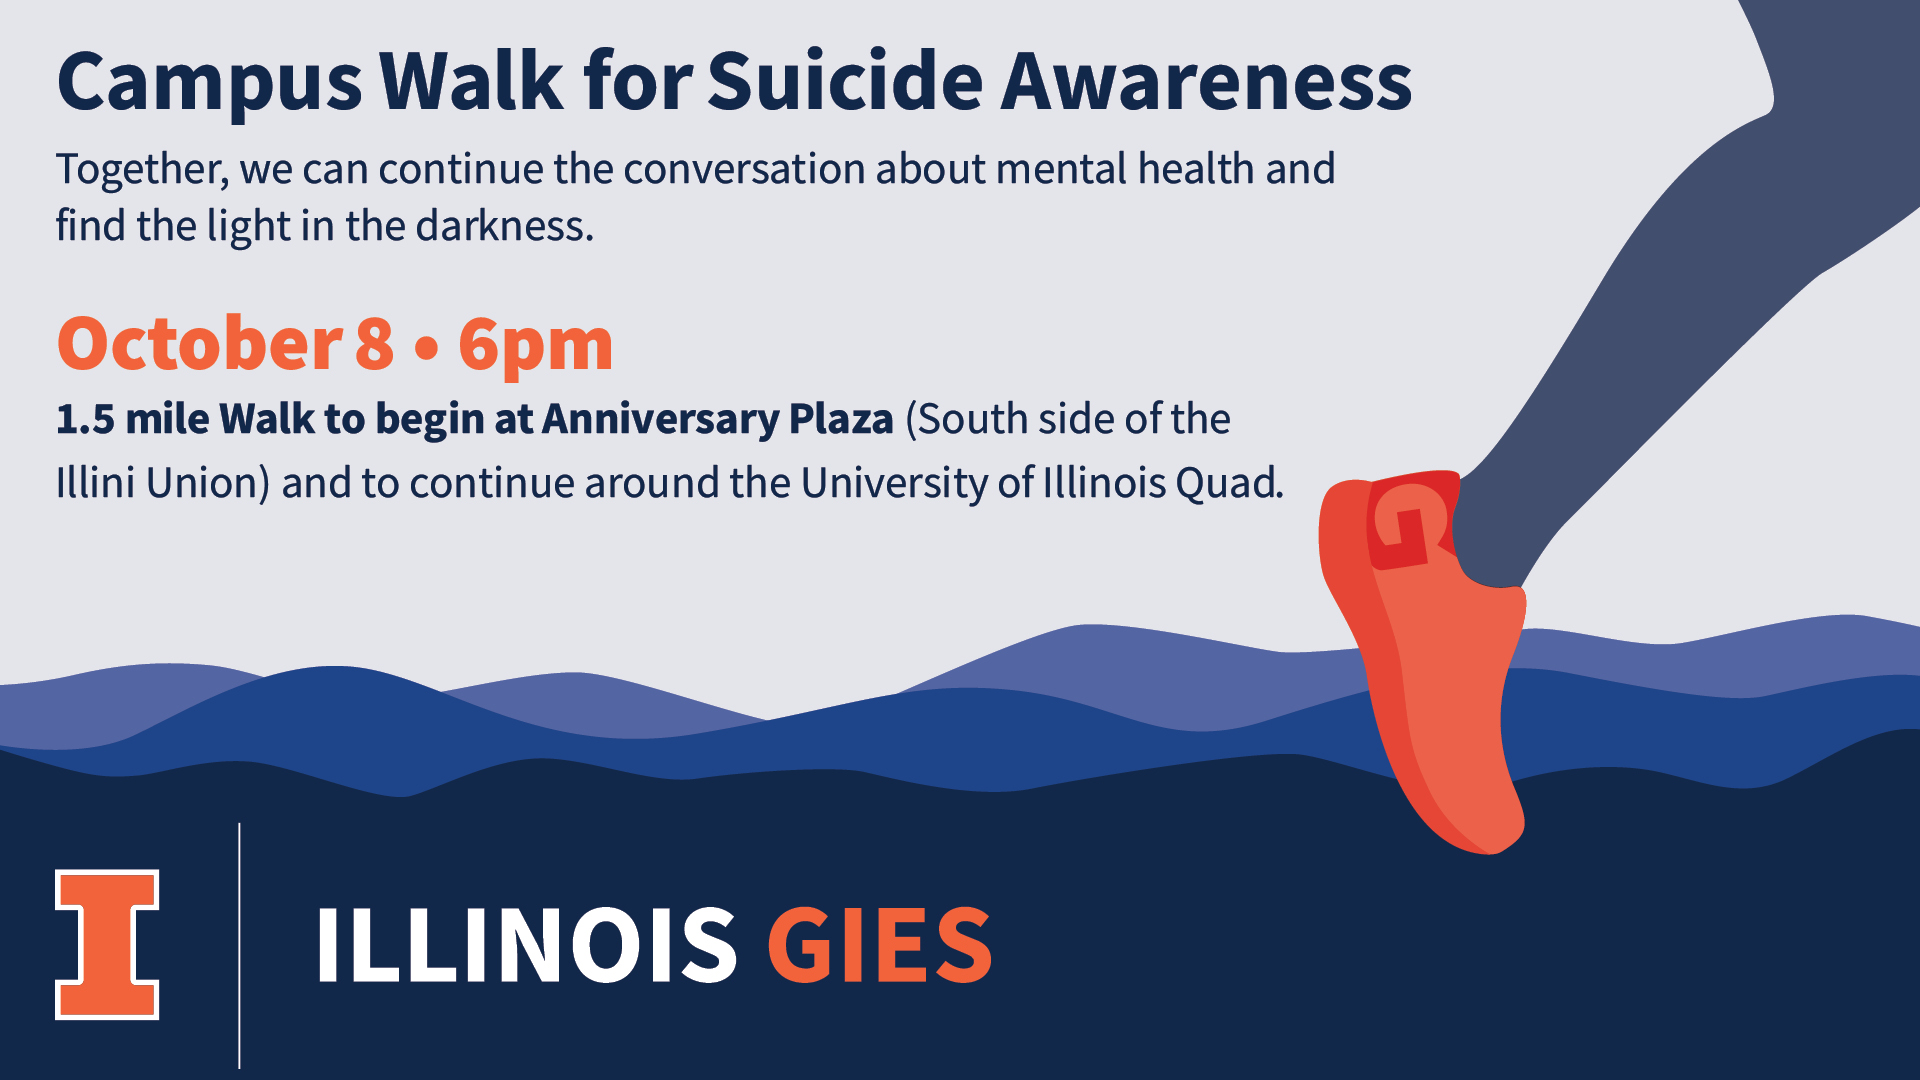 Campus Walk for Suicide Awareness
Together, we can continue the conversation about mental health and
find the light in the darkness.
October 8 • 6pm
1.5 mile Walk to begin at Anniversary Plaza (South side of the
Illini Union) and to continue around the University of Illinois Quad.
G
I
ILLINOIS GIES